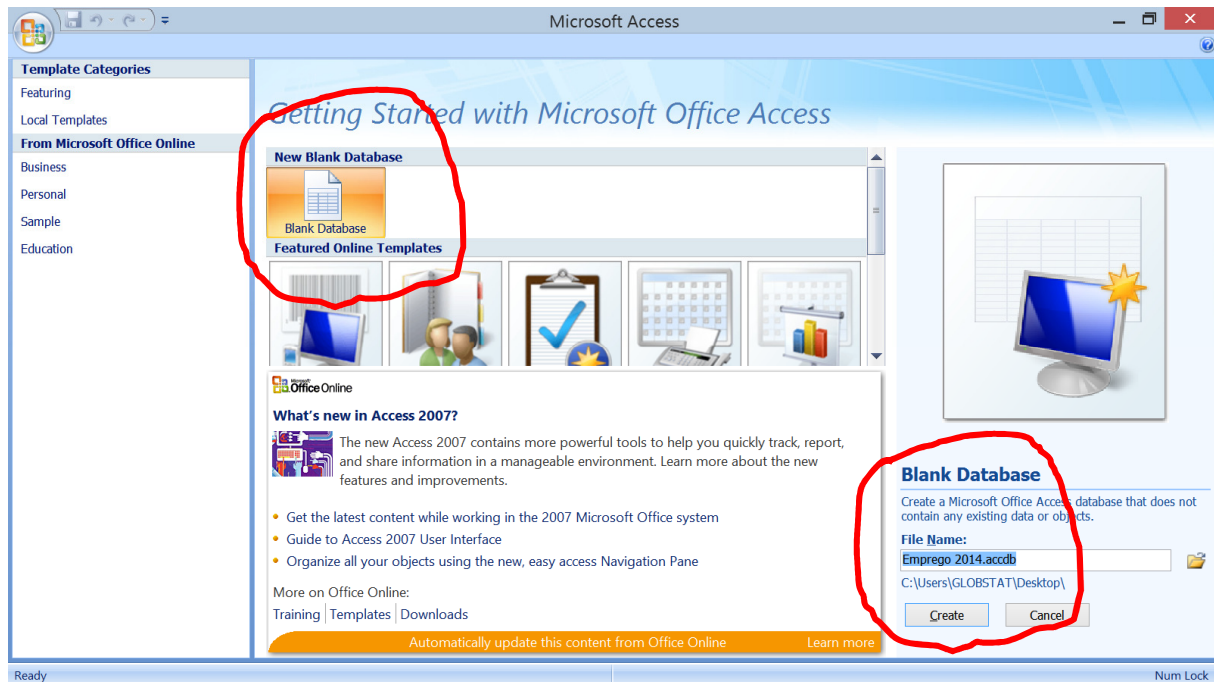 Microsoft Access
Template Categories
Featuring
Local Templates
From Microsoft Office Online
Business
Personal
Sample
Education
Getting Started with Microsoft Office Access
New Blank Database
Blank Database
Featured Online Templates
Microsoft
Office Online
What's new in Access 2007?
The new Access 2007 contains more powerful tools to help you quickly track, report,
and share information in a manageable environment. Learn more about the new
features and improvements.
Get the latest content while working in the 2007 Microsoft Office system
Guide to Access 2007 User Interface
Organize all your objects using the new, easy access Navigation Pane
More on Office Online:
Training | Templates | Downloads
Automatically update this content from Office Online Learn more
Blank Database
Create a Microsoft Office Access database that does not
contain any existing data or objects.
File Name:
Emprego 2014.accdb
C:\Users\GLOBSTAT\Desktop\
Create Cancel
Ready Num Lock